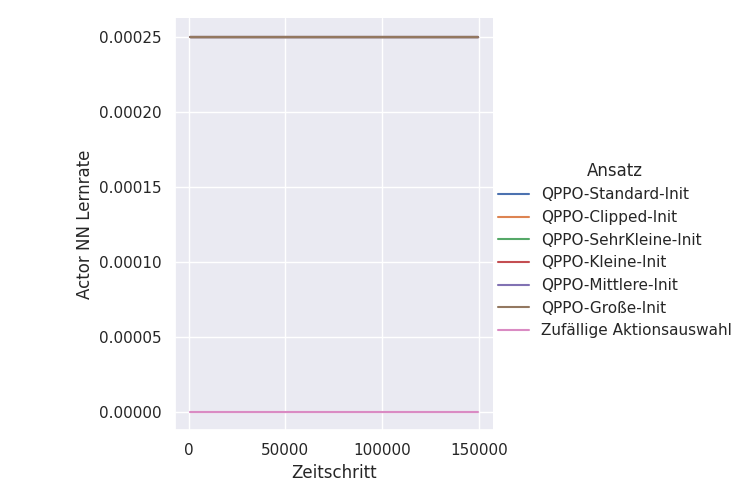 0.00025
0.00020
0.00015
0.00010
0.00005
0.00000
Actor NN Lernrate
0
50000
100000
150000
Zeitschritt
Ansatz
QPPO-Standard-Init
QPPO-Clipped-Init
QPPO-SehrKleine-Init
QPPO-Kleine-Init
QPPO-Mittlere-Init
QPPO-Große-Init
Zufällige Aktionsauswahl